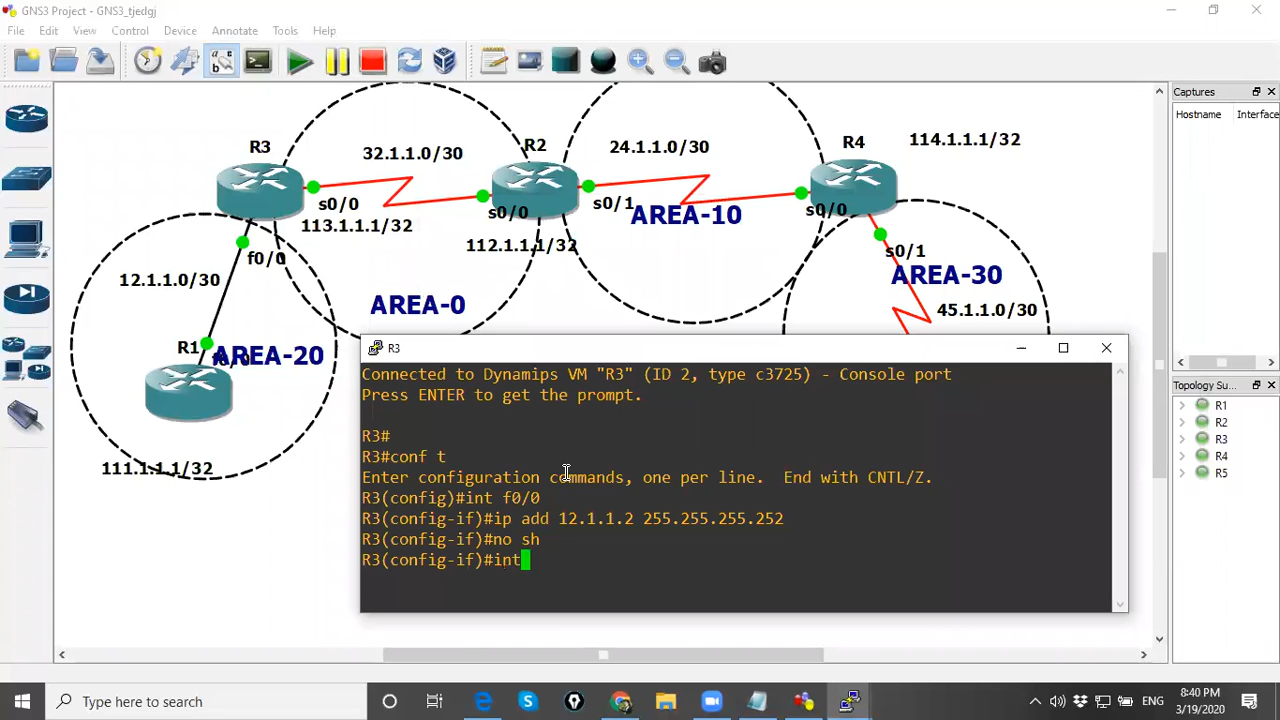 GNS3 Project - GNS3_tjedgj
File Edit View Control Device Annotate Tools Help
Captures
Hostname Interface
R3
32.1.1.0/30
R2
24.1.1.0/30
R4
114.1.1.1/32
s0/0
113.1.1.1/32
s0/0
112.1.1.1/32
s0/1
AREA-10
s0/0
f0/0
12.1.1.0/30
s0/1
AREA-30
45.1.1.0/30
AREA-0
R1
AREA-20
111.1.1.1/32
R3
Connected to Dynamips VM "R3" (ID 2, type c3725) - Console port
Press ENTER to get the prompt.
R3#
R3#conf t
Enter configuration commands, one per line.  End with CNTL/Z.
R3(config)#int f0/0
R3(config-if)#ip add 12.1.1.2 255.255.255.252
R3(config-if)#no sh
R3(config-if)#int
Topology Su...
R1
R2
R3
R4
R5
Type here to search
ENG
8:40 PM
3/19/2020